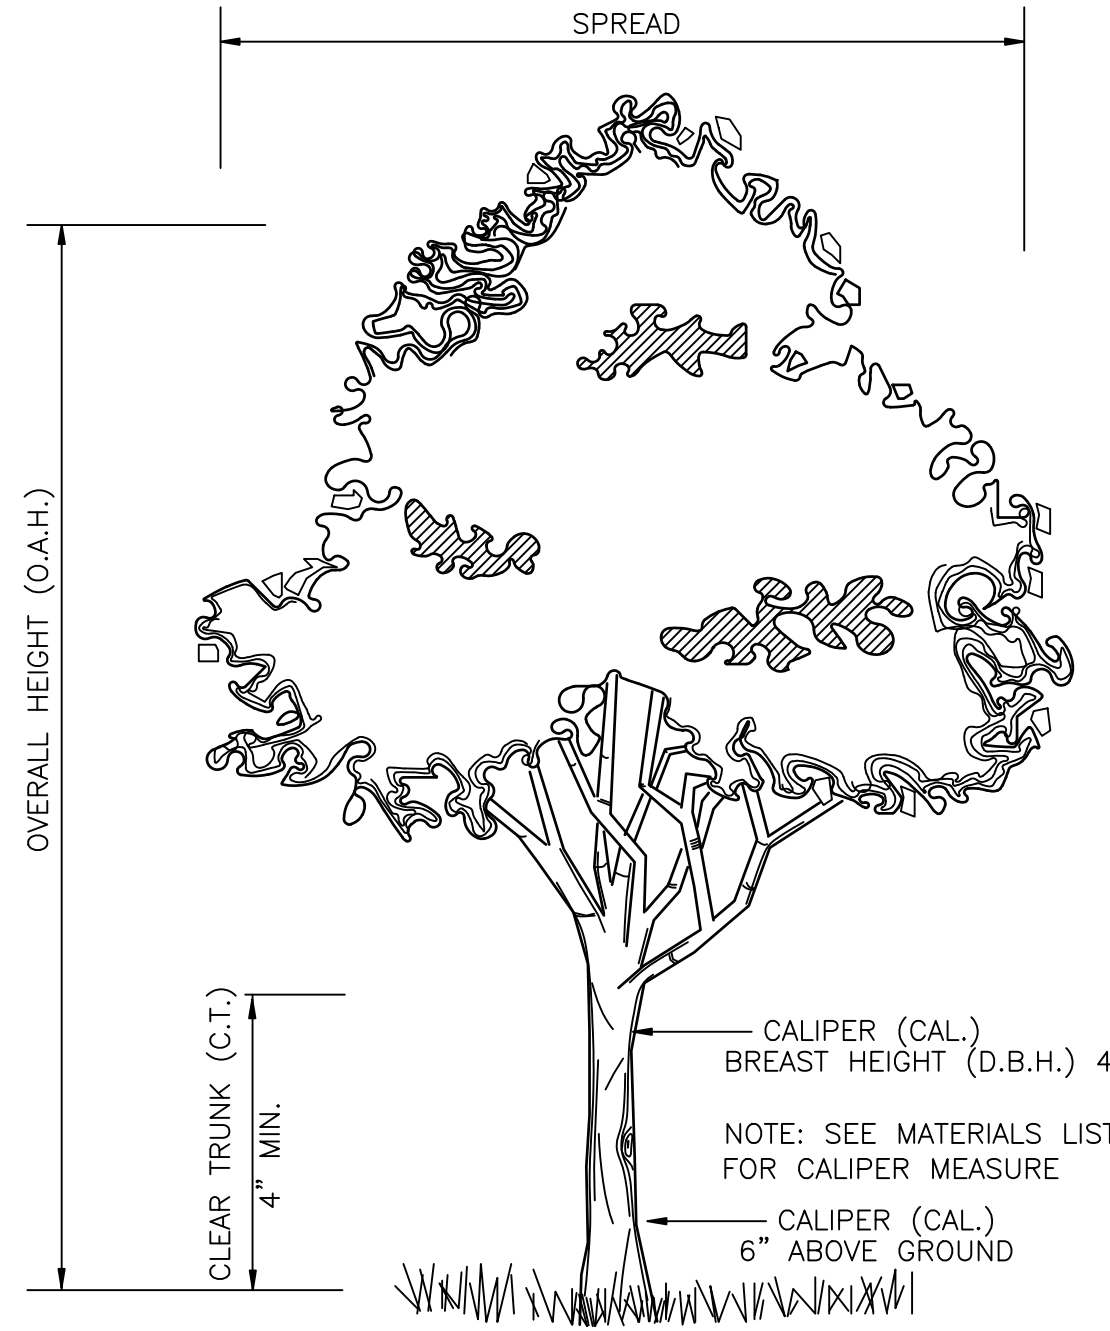 SPREAD
OVERALL HEIGHT (O.A.H.)
CLEAR TRUNK (C.T.)
4” MIN.
CALIPER (CAL.)
BREAST HEIGHT (D.B.H.) 4
NOTE: SEE MATERIALS LIST
FOR CALIPER MEASURE
CALIPER (CAL.)
6” ABOVE GROUND